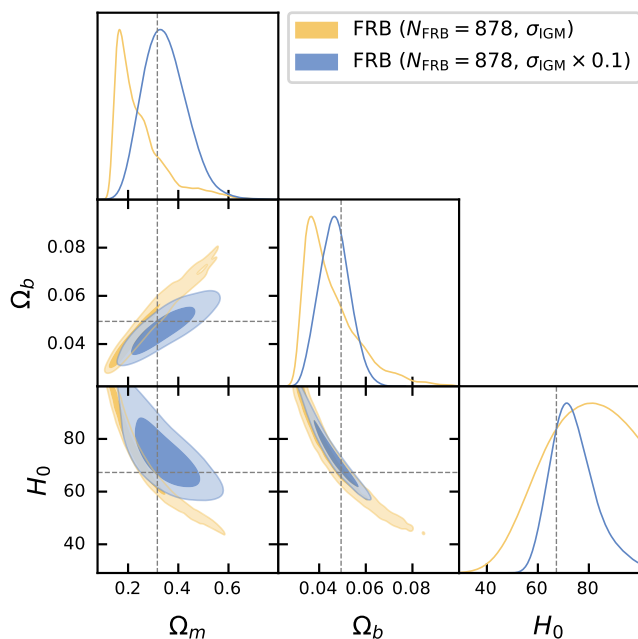 FRB (N_FRB = 878, σ_IGM)
FRB (N_FRB = 878, σ_IGM × 0.1)
0.08
0.06
0.04
Ω_b
80
60
40
H_0
0.2 0.4 0.6
0.04 0.06 0.08
40 80
Ω_m
Ω_b
H_0